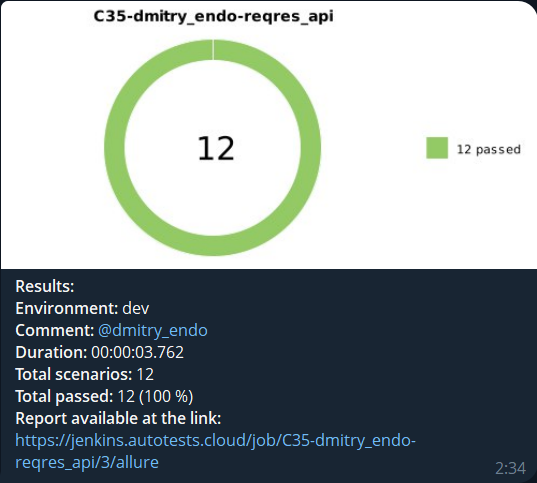 C35-dmitry_endo-reqres_api
12
12 passed
Results:
Environment: dev
Comment: @dmitry_endo
Duration: 00:00:03.762
Total scenarios: 12
Total passed: 12 (100 %)
Report available at the link:
https://jenkins.autotests.cloud/job/C35-dmitry_endo-
reqres_api/3/allure
2:34